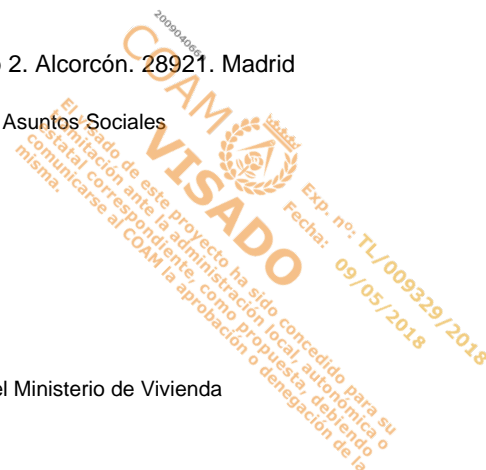 2009040669
2. Alcorcón. 28921. Madrid
Asuntos Sociales
COAM
VISADO
Exp. nº: TL/009329/2018
Fecha: 09/05/2018
El visado de este proyecto ha sido concedido para su
tramitación ante la administración local, autonómica o
estatal correspondiente, como propuesta, debiendo
comunicarse al COAM la aprobación o denegación de la
misma.
el Ministerio de Vivienda